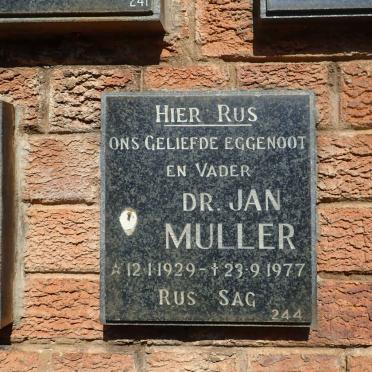 241
HIER RUS
ONS GELIEFDE EGGENOOT
EN VADER
DR. JAN
MULLER
☆ 12.1.1929 - † 23.9.1977
RUS SAG
244